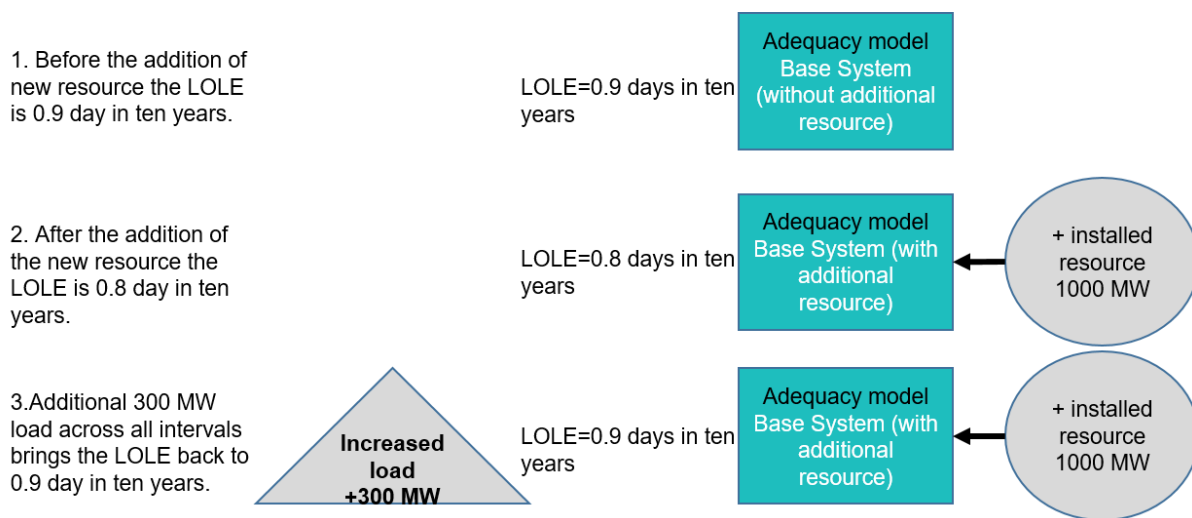 1. Before the addition of
new resource the LOLE
is 0.9 day in ten years.
LOLE=0.9 days in ten
years
Adequacy model
Base System
(without additional
resource)
2. After the addition of
the new resource the
LOLE is 0.8 day in ten
years.
LOLE=0.8 days in ten
years
Adequacy model
Base System (with
additional
resource)
+ installed
resource
1000 MW
3.Additional 300 MW
load across all intervals
brings the LOLE back to
0.9 day in ten years.
Increased
load
+300 MW
LOLE=0.9 days in ten
years
Adequacy model
Base System (with
additional
resource)
+ installed
resource
1000 MW